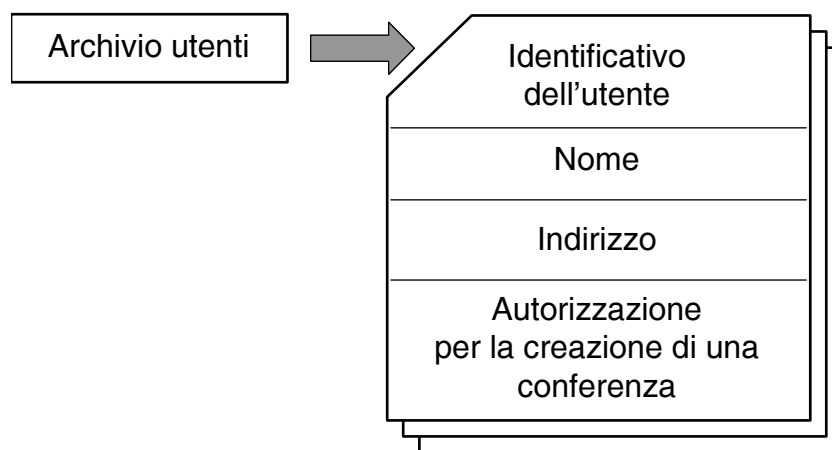 Archivio utenti
Identificativo
dell'utente
Nome
Indirizzo
Autorizzazione
per la creazione di una
conferenza